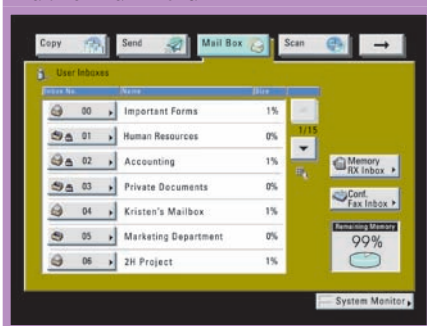 Copy Send Mail Box Scan
User Inboxes
Inbox No. Name Size
00 Important Forms 1%
01 Human Resources 0%
1/15
02 Accounting 1%
Memory
RX Inbox
03 Private Documents 0%
Conf.
Fax Inbox
04 Kristen's Mailbox 1%
Remaining Memory
05 Marketing Department 0%
99%
06 2H Project 1%
System Monitor